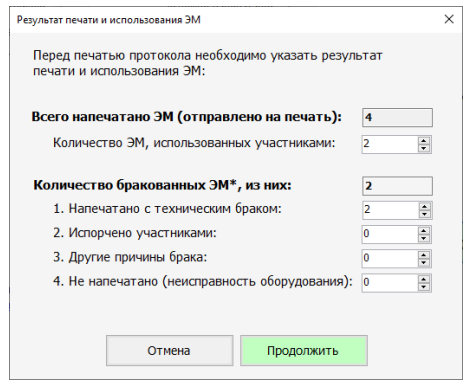 Результат печати и использования ЭМ
Перед печатью протокола необходимо указать результат
печати и использования ЭМ:
Всего напечатано ЭМ (отправлено на печать): 4
Количество ЭМ, использованных участниками: 2
Количество бракованных ЭМ*, из них: 2
1. Напечатано с техническим браком: 2
2. Испорчено участниками: 0
3. Другие причины брака: 0
4. Не напечатано (неисправность оборудования): 0
Отмена Продолжить